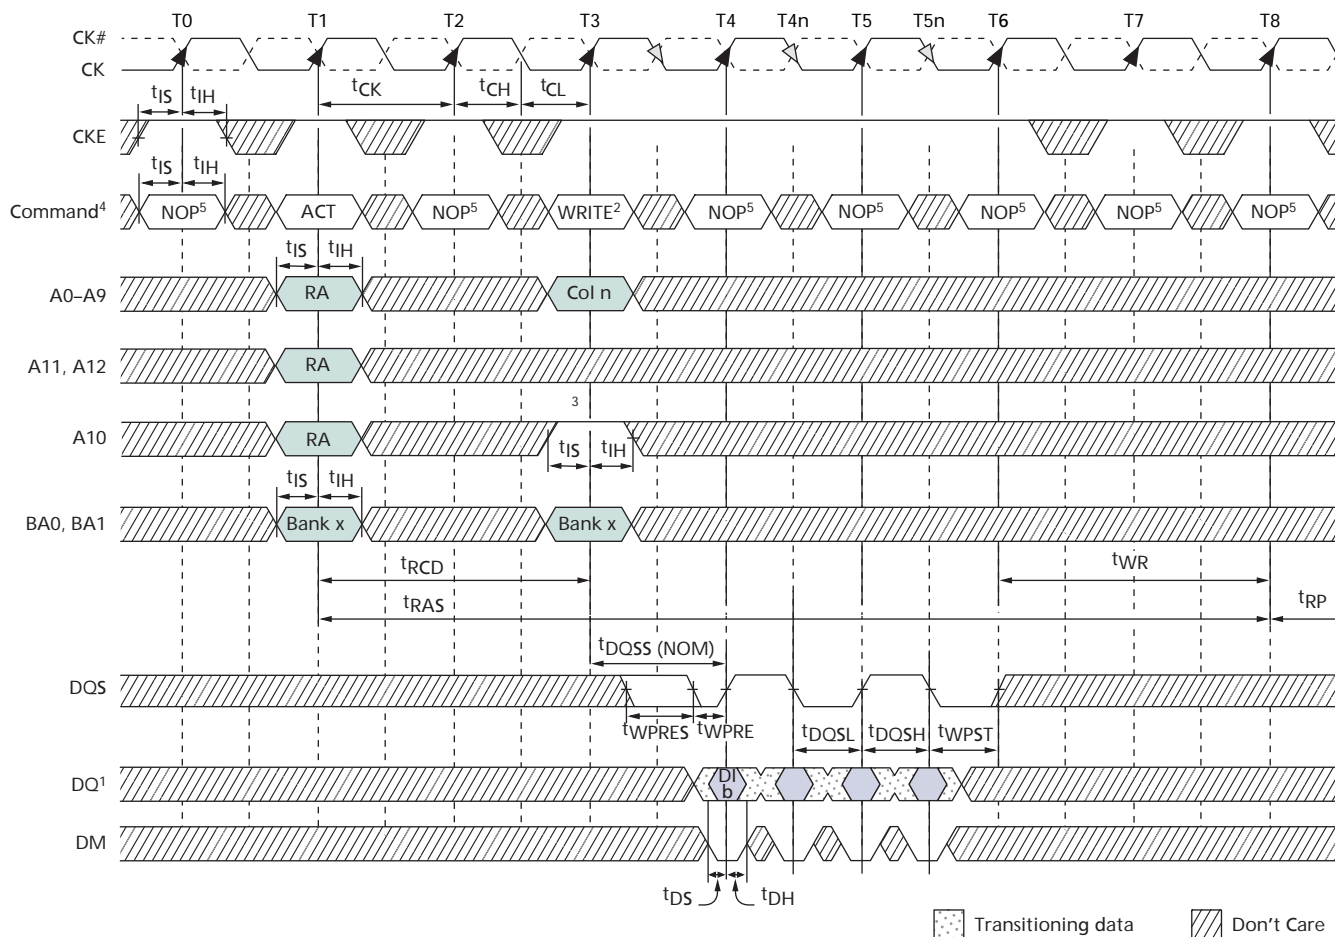 T0 T1 T2 T3 T4 T4n T5 T5n T6 T7 T8
CK#
CK
tCK tCH tCL
tIS tIH
CKE
tIS tIH
Command4 NOP5 ACT NOP5 WRITE2 NOP5 NOP5 NOP5 NOP5 NOP5
tIS tIH
A0–A9 RA Col n
A11, A12 RA
3
A10 RA
tIS tIH
tIS tIH
BA0, BA1 Bank x Bank x
tRCD tWR
tRAS tRP
tDQSS (NOM)
DQS
tWPRES tWPRE tDQSL tDQSH tWPST
DQ1 DI
b
DM
tDS tDH
Transitioning data Don't Care